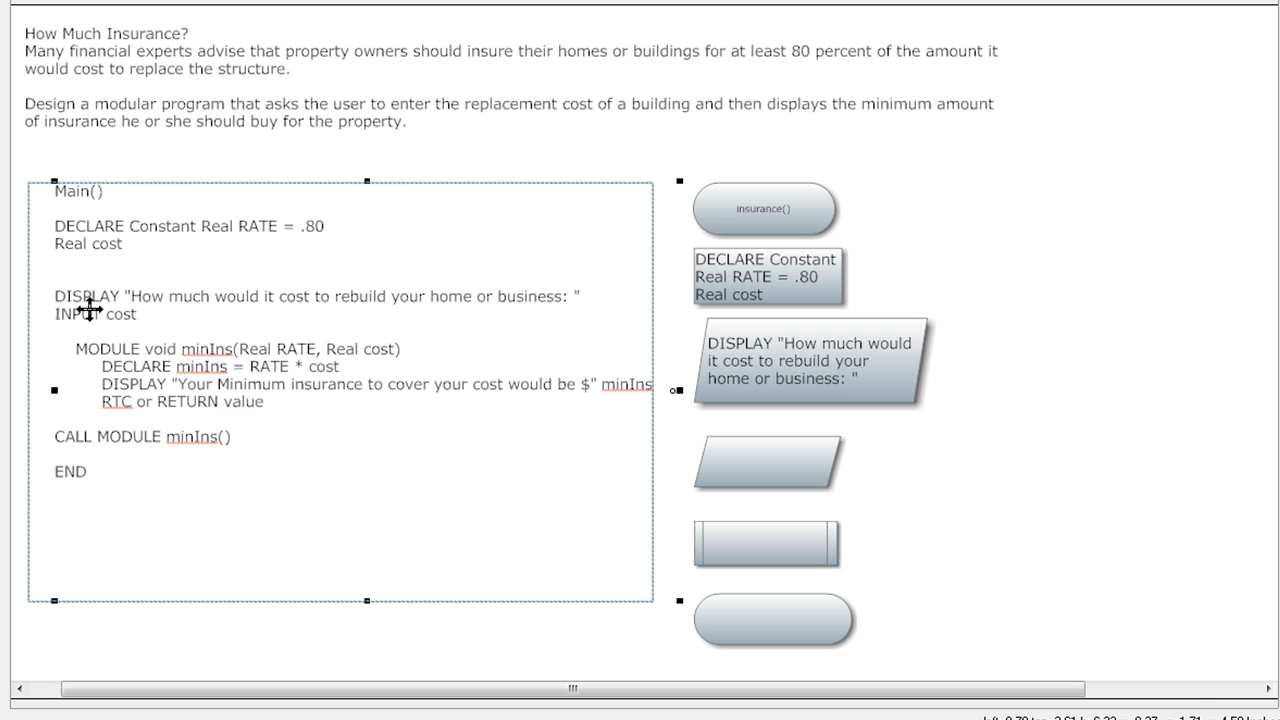 How Much Insurance?
Many financial experts advise that property owners should insure their homes or buildings for at least 80 percent of the amount it
would cost to replace the structure.
Design a modular program that asks the user to enter the replacement cost of a building and then displays the minimum amount
of insurance he or she should buy for the property.
Main()
DECLARE Constant Real RATE = .80
Real cost
DISPLAY "How much would it cost to rebuild your home or business: "
INPUT cost
MODULE void minIns(Real RATE, Real cost)
DECLARE minIns = RATE * cost
DISPLAY "Your Minimum insurance to cover your cost would be $" minIns
RTC or RETURN value
CALL MODULE minIns()
END
insurance()
DECLARE Constant
Real RATE = .80
Real cost
DISPLAY "How much would
it cost to rebuild your
home or business: "